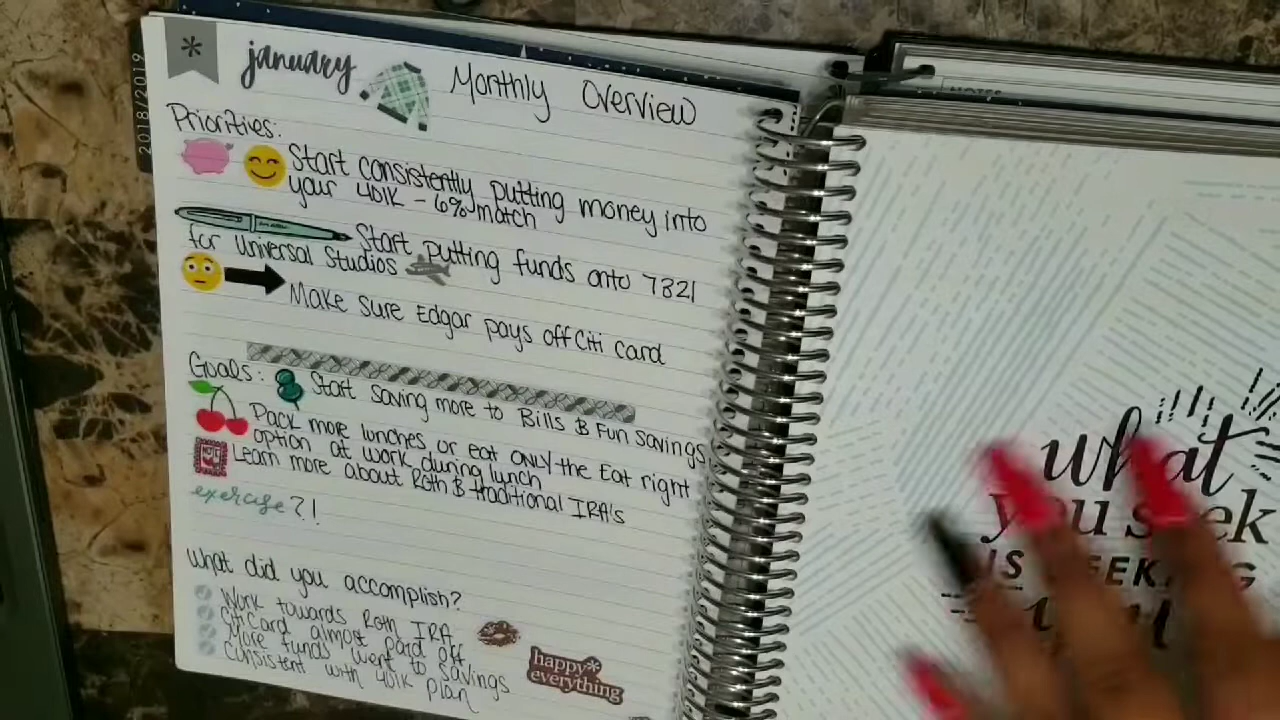 2018/2019
*
january
Monthly Overview
NOTES
Priorities:
Start consistently putting money into
your 401K - 6% match
Start putting funds onto 7321
for Universal Studios
Make sure Edgar pays off Citi card
Goals:
Start saving more to Bills & Fun savings
Pack more lunches or eat ONLY the Eat right
option at work during lunch
Learn more about Roth & traditional IRA's
exercise?!
What did you accomplish?
Work towards Roth IRA
Citi Card almost paid off
More funds went to savings
Consistent with 401K plan
happy*
everything
what
you seek
IS SEEKING